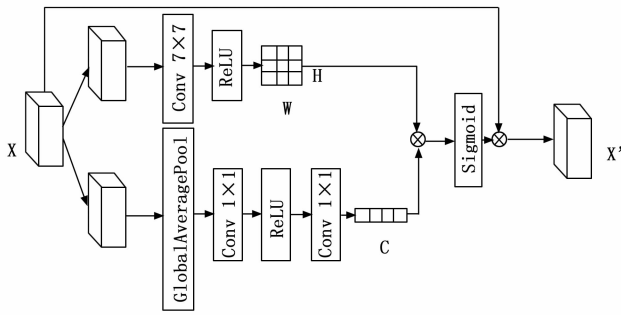 X
Conv 7×7
ReLU
H
W
GlobalAveragePool
Conv 1×1
ReLU
Conv 1×1
C
Sigmoid
X'